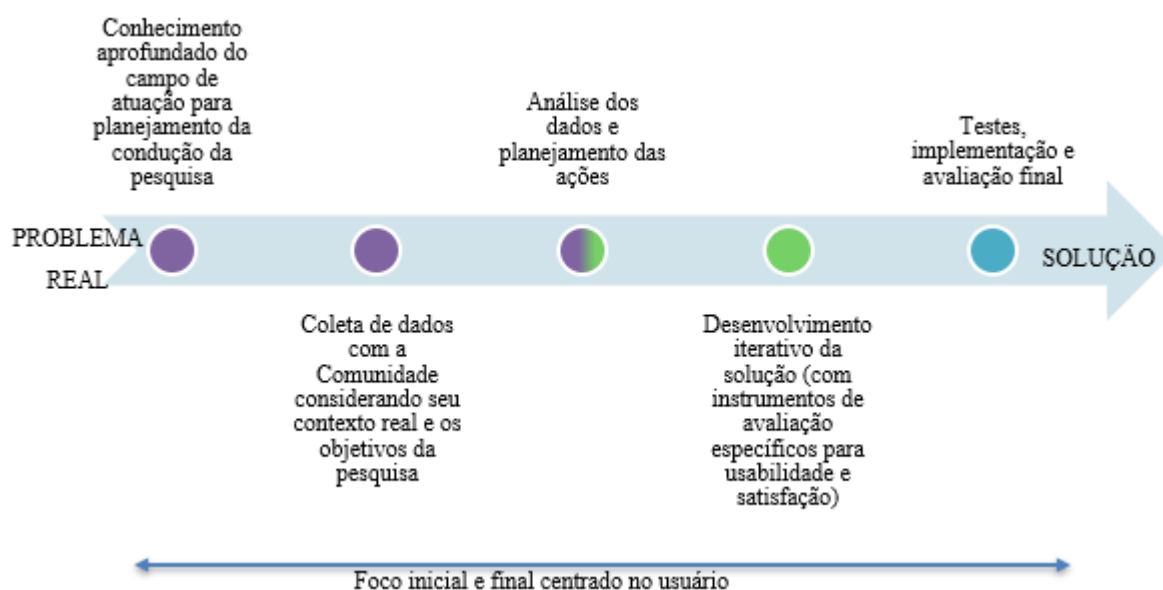 Conhecimento
aprofundado do
campo de
atuação para
planejamento da
condução da
pesquisa
Análise dos
dados e
planejamento das
ações
Testes,
implementação e
avaliação final
PROBLEMA
REAL
SOLUÇÃO
Coleta de dados
com a
Comunidade
considerando seu
contexto real e os
objetivos da
pesquisa
Desenvolvimento
iterativo da
solução (com
instrumentos de
avaliação
específicos para
usabilidade e
satisfação)
Foco inicial e final centrado no usuário